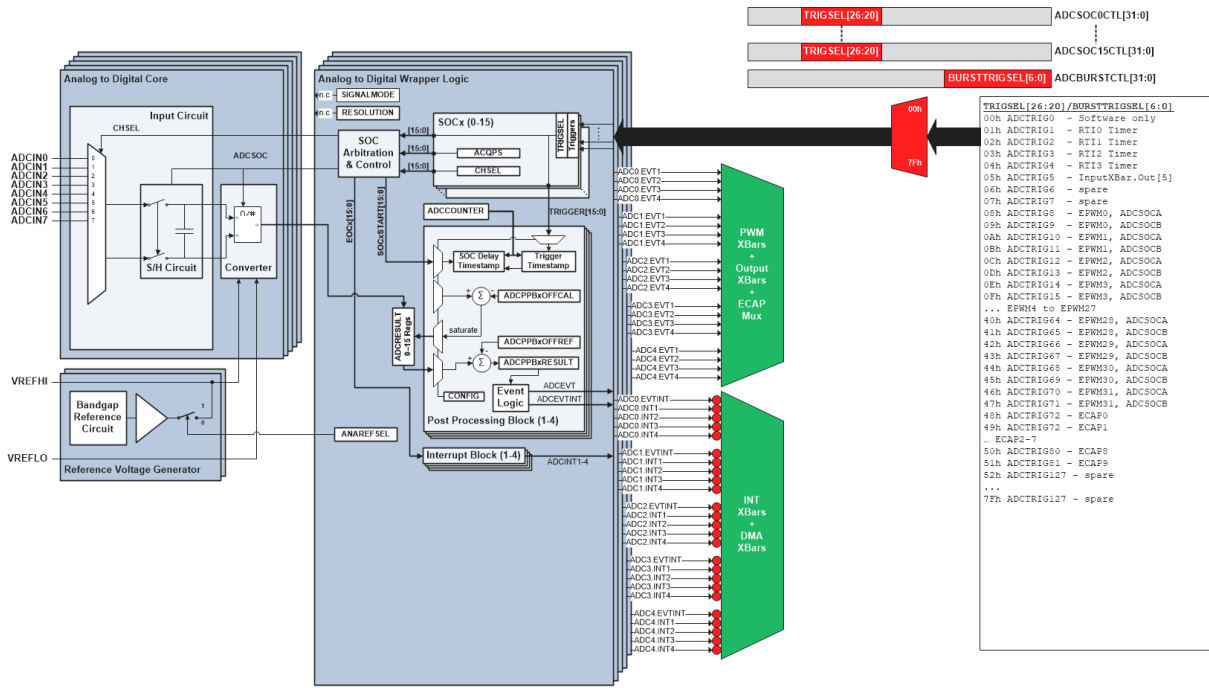 TRIGSEL[26:20] ADCSOC0CTL[31:0]
TRIGSEL[26:20] ADCSOC15CTL[31:0]
BURSTTRIGSEL[6:0] ADCBURSTCTL[31:0]
Analog to Digital Core
Input Circuit
CHSEL
ADCSOC
ADCIN0
ADCIN1
ADCIN2
ADCIN3
ADCIN4
ADCIN5
ADCIN6
ADCIN7
0
1
2
3
4
5
6
7
S/H Circuit
∩/#
Converter
VREFHI
Bandgap
Reference
Circuit
1
0
ANAREFSEL
VREFLO
Reference Voltage Generator
Analog to Digital Wrapper Logic
n.c. SIGNALMODE
n.c. RESOLUTION
SOC
Arbitration
& Control
[15:0]
[15:0]
[15:0]
SOCx (0-15)
ACQPS
CHSEL
TRIGSEL
Triggers
EOCx[15:0]
SOCxSTART[15:0]
ADCCOUNTER
TRIGGER[15:0]
SOC Delay
Timestamp
Trigger
Timestamp
+
-
Σ
ADCPPBxOFFCAL
saturate
ADCRESULT
0–15 Regs
ADCPPBxOFFREF
+
-
Σ
ADCPPBxRESULT
CONFIG
Event
Logic
ADCEVT
ADCEVTINT
Post Processing Block (1-4)
Interrupt Block (1-4)
ADCINT1-4
ADC0.EVT1
ADC0.EVT2
ADC0.EVT3
ADC0.EVT4
ADC1.EVT1
ADC1.EVT2
ADC1.EVT3
ADC1.EVT4
ADC2.EVT1
ADC2.EVT2
ADC2.EVT3
ADC2.EVT4
ADC3.EVT1
ADC3.EVT2
ADC3.EVT3
ADC3.EVT4
ADC4.EVT1
ADC4.EVT2
ADC4.EVT3
ADC4.EVT4
PWM
XBars
+
Output
XBars
+
ECAP
Mux
ADC0.EVTINT
ADC0.INT1
ADC0.INT2
ADC0.INT3
ADC0.INT4
ADC1.EVTINT
ADC1.INT1
ADC1.INT2
ADC1.INT3
ADC1.INT4
ADC2.EVTINT
ADC2.INT1
ADC2.INT2
ADC2.INT3
ADC2.INT4
ADC3.EVTINT
ADC3.INT1
ADC3.INT2
ADC3.INT3
ADC3.INT4
ADC4.EVTINT
ADC4.INT1
ADC4.INT2
ADC4.INT3
ADC4.INT4
INT
XBars
+
DMA
XBars
00h
7Fh
TRIGSEL[26:20]/BURSTTRIGSEL[6:0]
00h ADCTRIG0 - Software only
01h ADCTRIG1 - RTI0 Timer
02h ADCTRIG2 - RTI1 Timer
03h ADCTRIG3 - RTI2 Timer
04h ADCTRIG4 - RTI3 Timer
05h ADCTRIG5 - InputXBar.Out[5]
06h ADCTRIG6 - spare
07h ADCTRIG7 - spare
08h ADCTRIG8 - EPWM0, ADCSOCA
09h ADCTRIG9 - EPWM0, ADCSOCB
0Ah ADCTRIG10 - EPWM1, ADCSOCA
0Bh ADCTRIG11 - EPWM1, ADCSOCB
0Ch ADCTRIG12 - EPWM2, ADCSOCA
0Dh ADCTRIG13 - EPWM2, ADCSOCB
0Eh ADCTRIG14 - EPWM3, ADCSOCA
0Fh ADCTRIG15 - EPWM3, ADCSOCB
... EPWM4 to EPWM27
40h ADCTRIG64 - EPWM28, ADCSOCA
41h ADCTRIG65 - EPWM28, ADCSOCB
42h ADCTRIG66 - EPWM29, ADCSOCA
43h ADCTRIG67 - EPWM29, ADCSOCB
44h ADCTRIG68 - EPWM30, ADCSOCA
45h ADCTRIG69 - EPWM30, ADCSOCB
46h ADCTRIG70 - EPWM31, ADCSOCA
47h ADCTRIG71 - EPWM31, ADCSOCB
48h ADCTRIG72 - ECAP0
49h ADCTRIG72 - ECAP1
… ECAP2-7
50h ADCTRIG80 - ECAP8
51h ADCTRIG81 - ECAP9
52h ADCTRIG127 - spare
...
7Fh ADCTRIG127 - spare